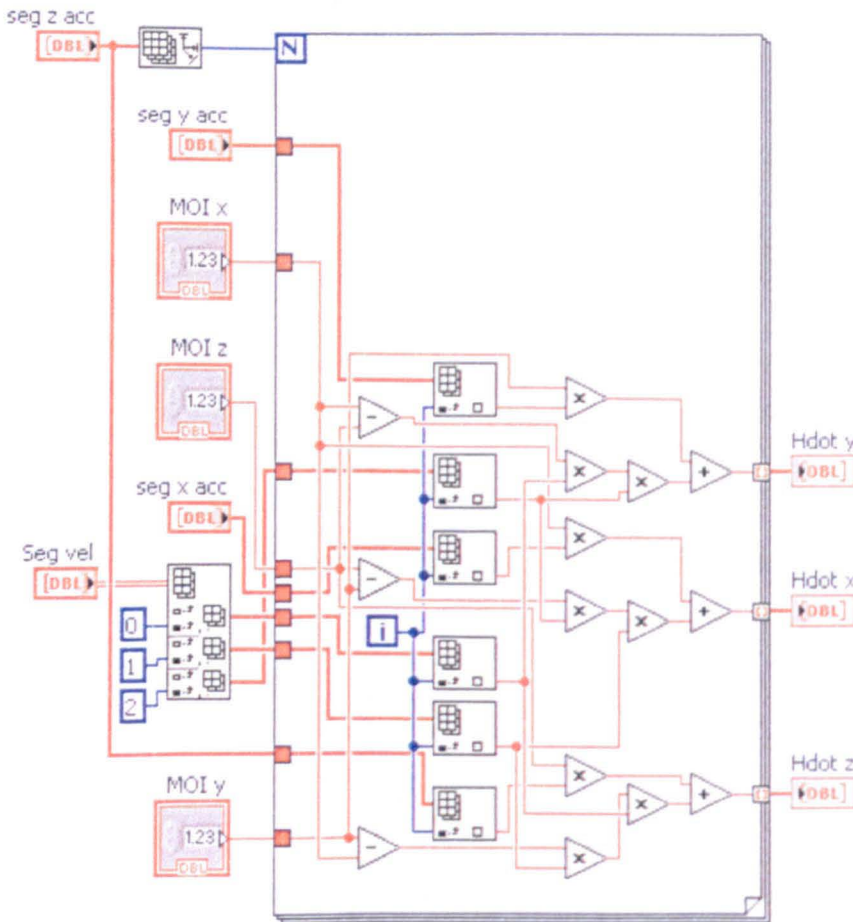 seg z acc
[DBL]
N
seg y acc
[DBL]
MOI x
1.23
DBL
MOI z
1.23
DBL
seg x acc
[DBL]
Seg vel
[DBL]
0
1
2
i
MOI y
1.23
DBL
-
-
-
x
x
x
+
x
x
x
+
x
x
x
+
Hdot y
[DBL]
Hdot x
[DBL]
Hdot z
[DBL]